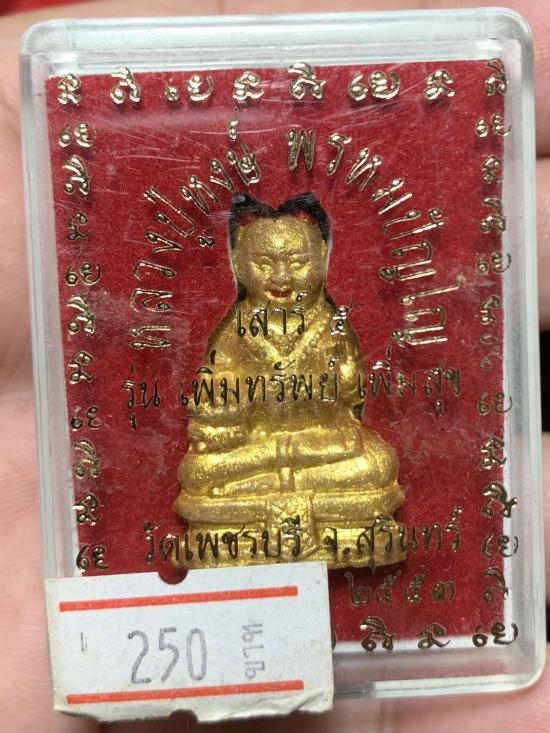 หลวงปู่หงษ์ พรหมปัญโญ
เสาร์ ๕
รุ่น เพิ่มทรัพย์ เพิ่มสุข
วัดเพชรบุรี จ.สุรินทร์
๒๕๕๓
250 บาท